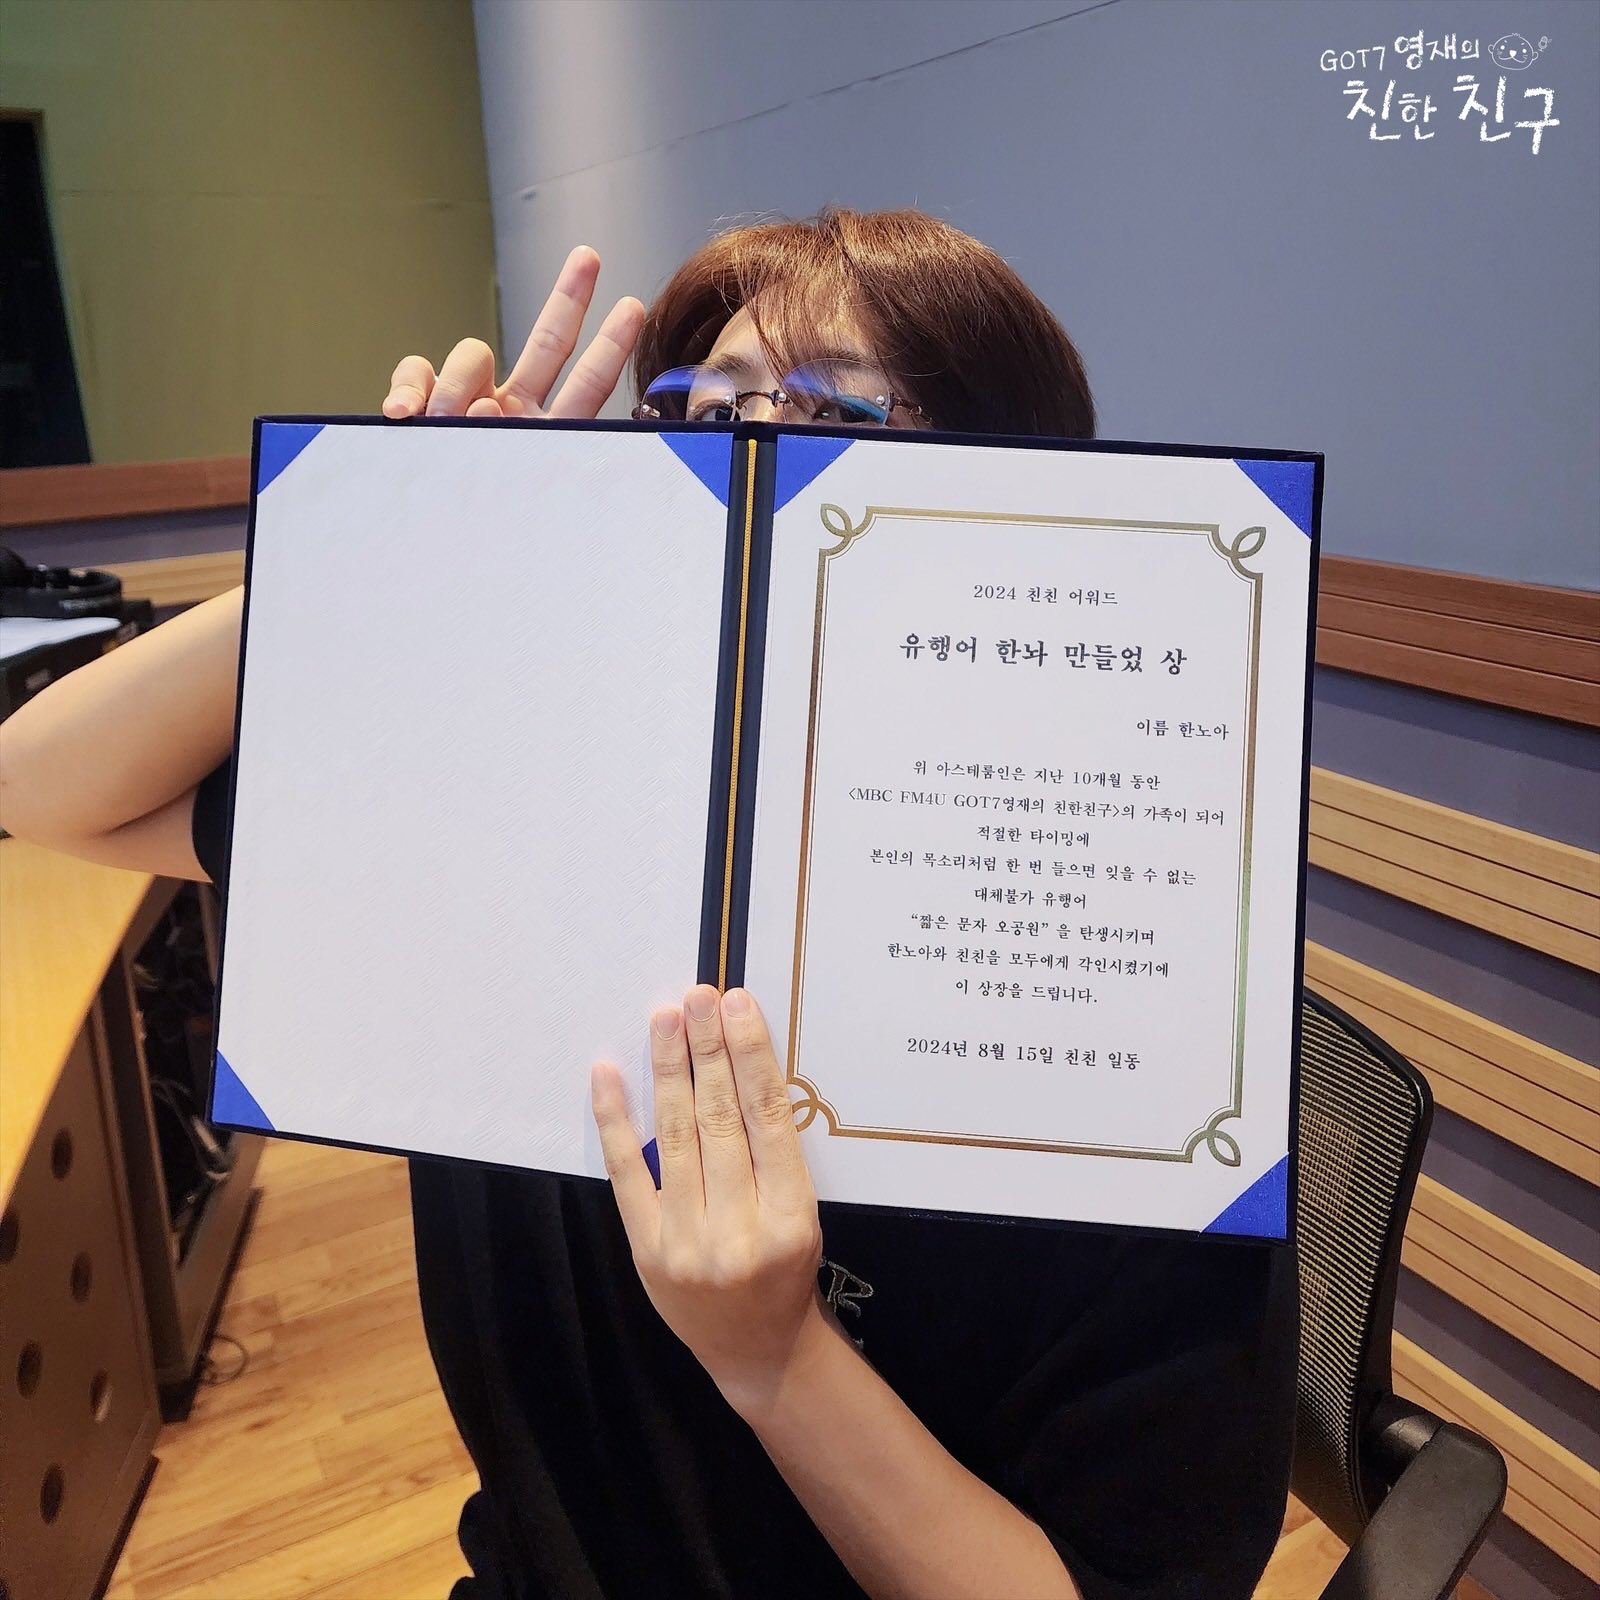 GOT7 영재의
친한 친구
2024 친친 어워드
유행어 한놔 만들었 상
이름 한노아
위 아스테룸인은 지난 10개월 동안
<MBC FM4U GOT7영재의 친한친구>의 가족이 되어
적절한 타이밍에
본인의 목소리처럼 한 번 들으면 잊을 수 없는
대체불가 유행어
“짧은 문자 오공원” 을 탄생시키며
한노아와 친친을 모두에게 각인시켰기에
이 상장을 드립니다.
2024년 8월 15일 친친 일동